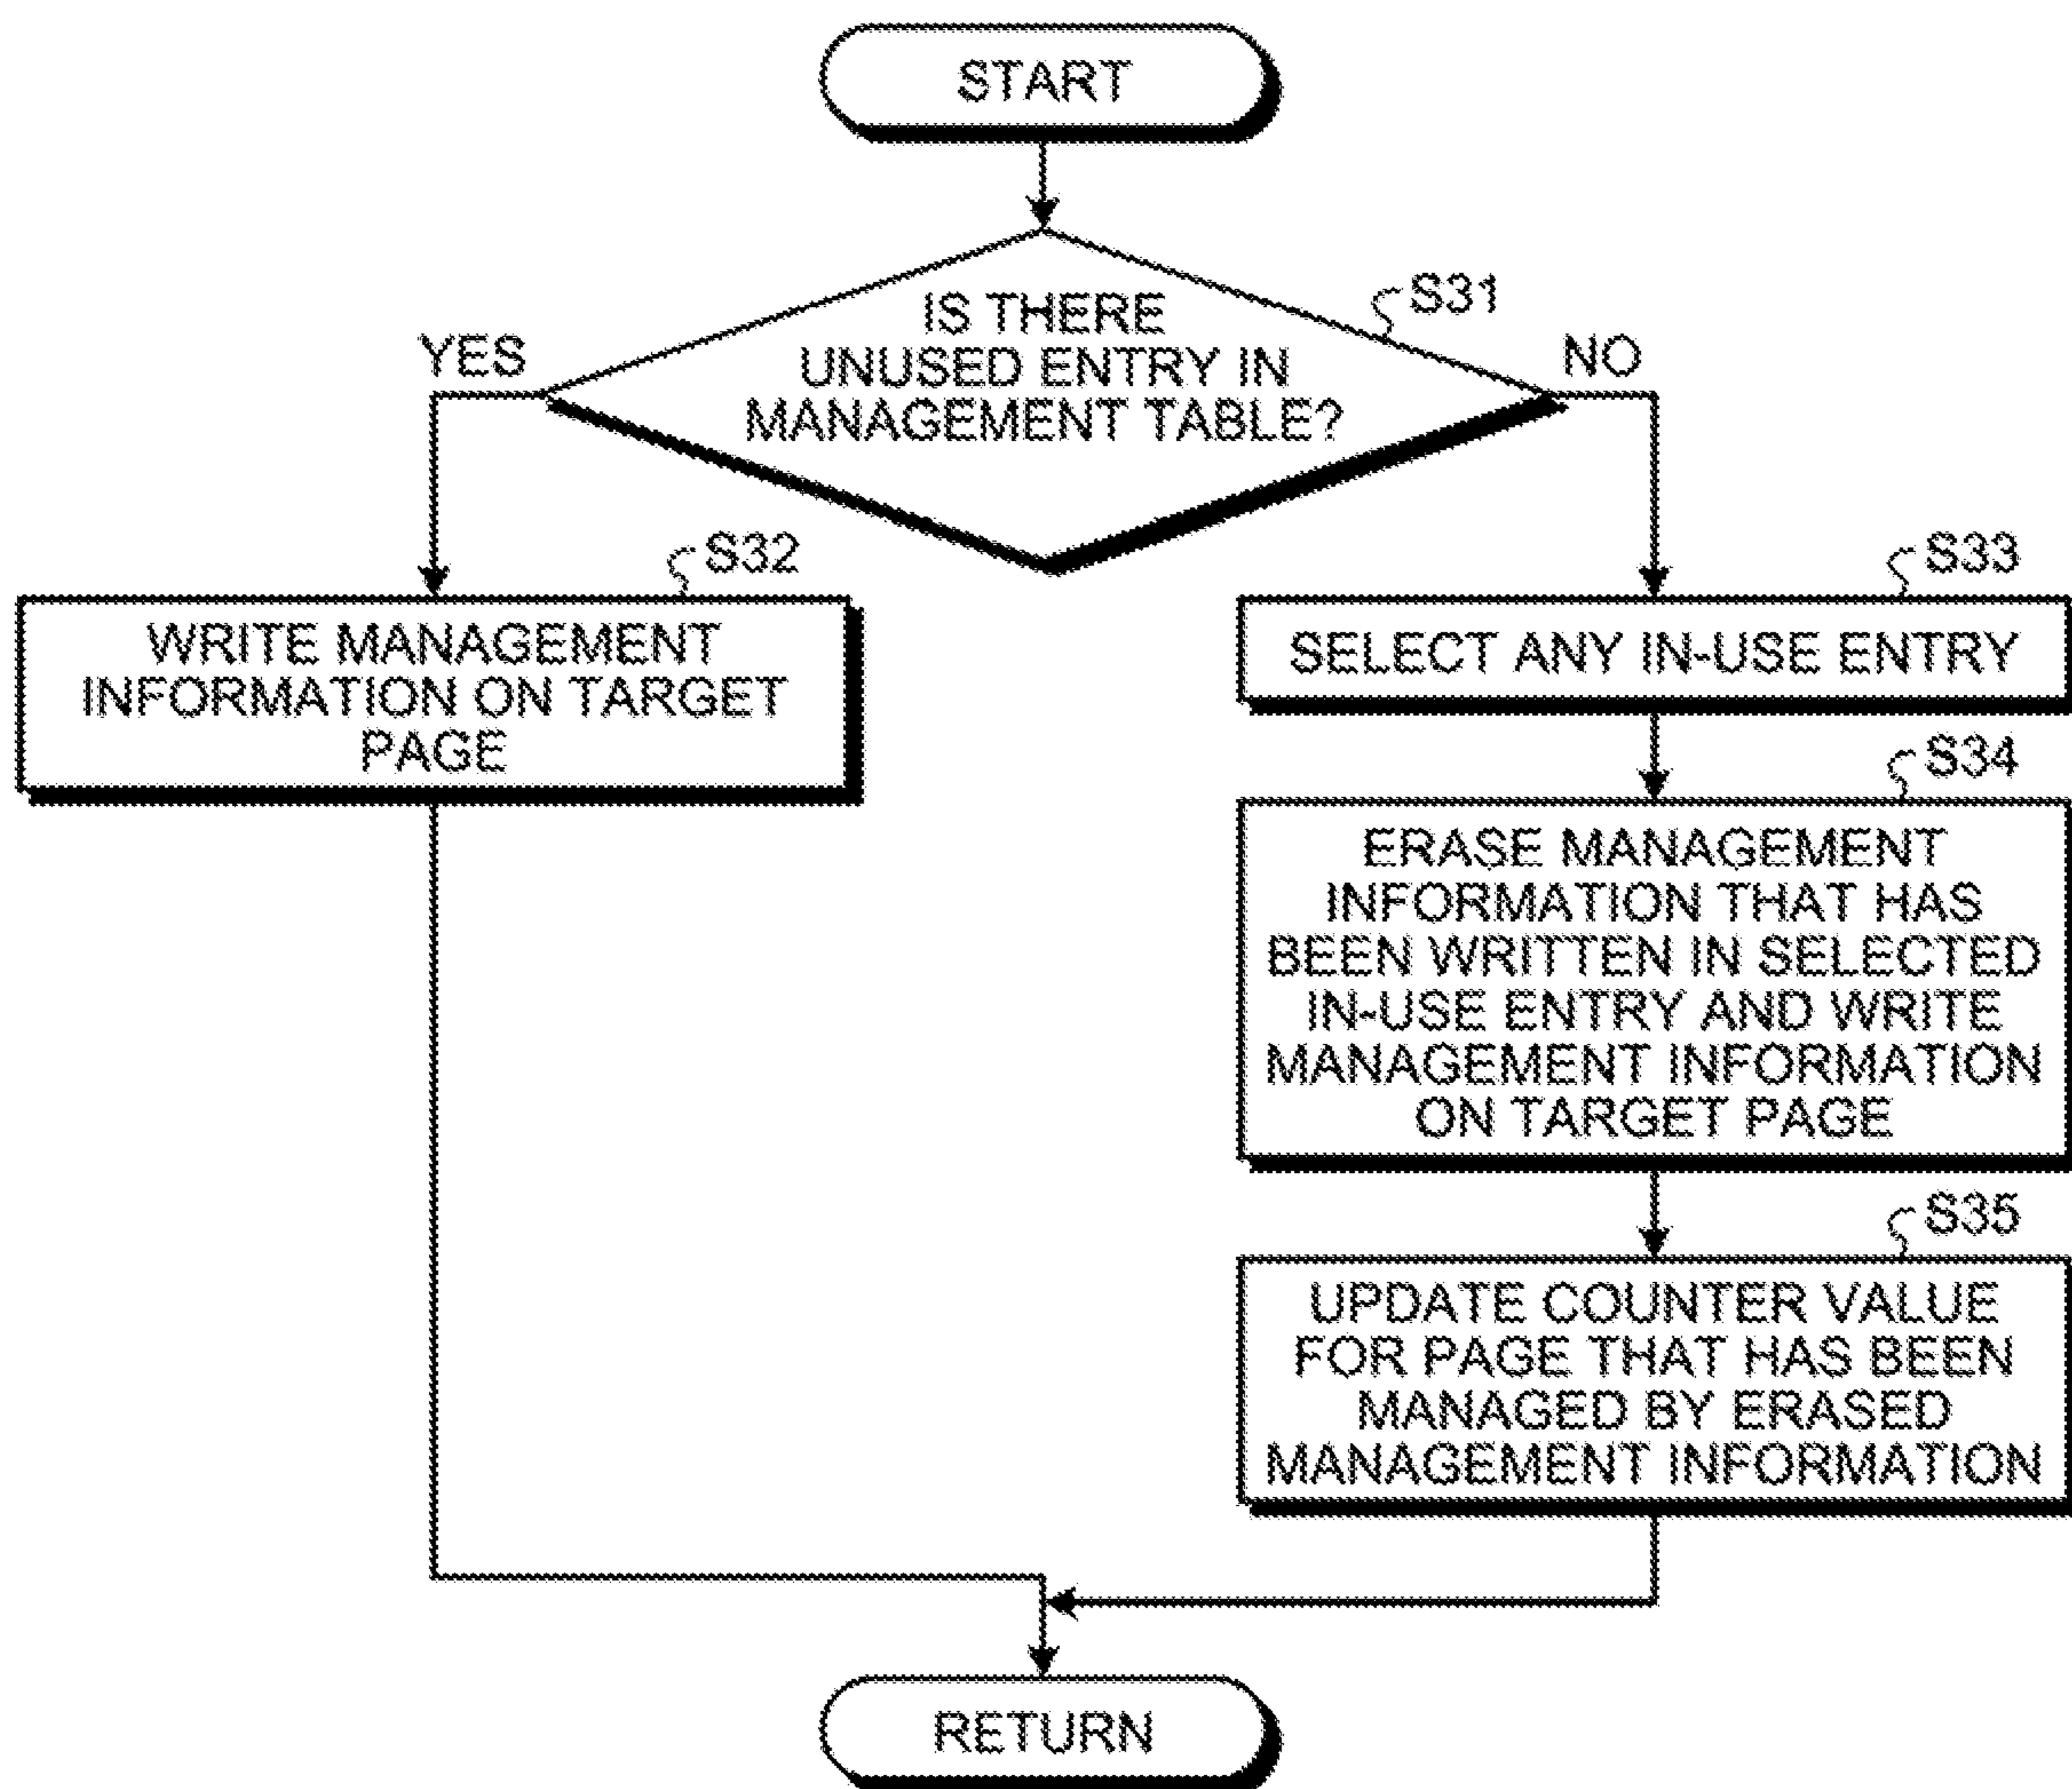 START
S31
IS THERE
UNUSED ENTRY IN
MANAGEMENT TABLE?
YES
NO
S32
WRITE MANAGEMENT
INFORMATION ON TARGET
PAGE
S33
SELECT ANY IN-USE ENTRY
S34
ERASE MANAGEMENT
INFORMATION THAT HAS
BEEN WRITTEN IN SELECTED
IN-USE ENTRY AND WRITE
MANAGEMENT INFORMATION
ON TARGET PAGE
S35
UPDATE COUNTER VALUE
FOR PAGE THAT HAS BEEN
MANAGED BY ERASED
MANAGEMENT INFORMATION
RETURN